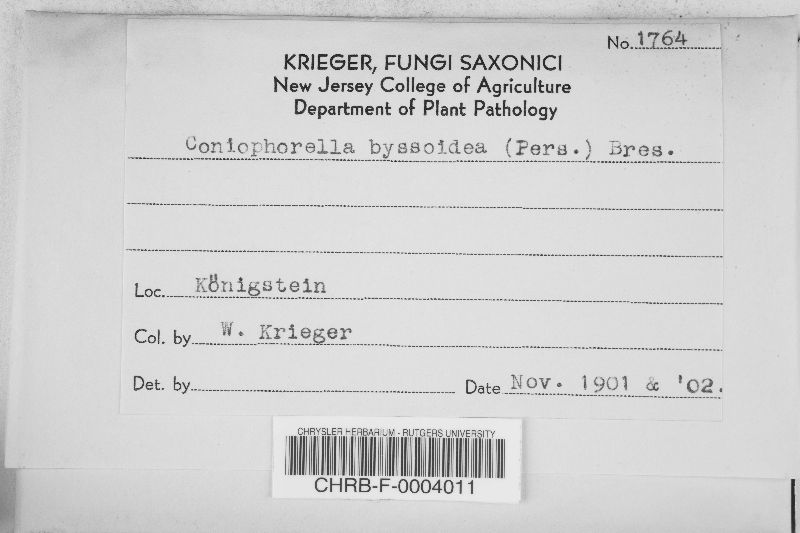 No. 1764
KRIEGER, FUNGI SAXONICI
New Jersey College of Agriculture
Department of Plant Pathology
Coniophorella byssoidea (Pers.) Bres.
Loc. Königstein
Col. by W. Krieger
Det. by Date Nov. 1901 & '02.
CHRYSLER HERBARIUM - RUTGERS UNIVERSITY
CHRB-F-0004011